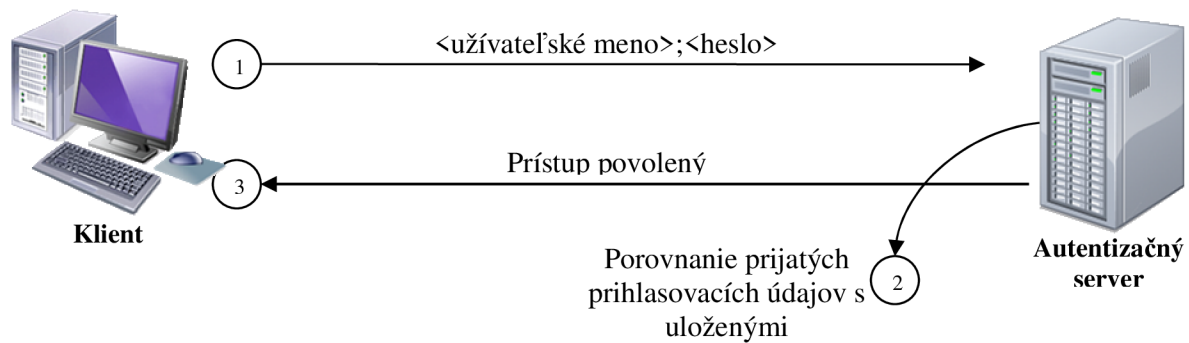 1
<užívateľské meno>;<heslo>
Prístup povolený
3
Klient
Autentizačný
server
Porovnanie prijatých
prihlasovacích údajov s
uloženými
2